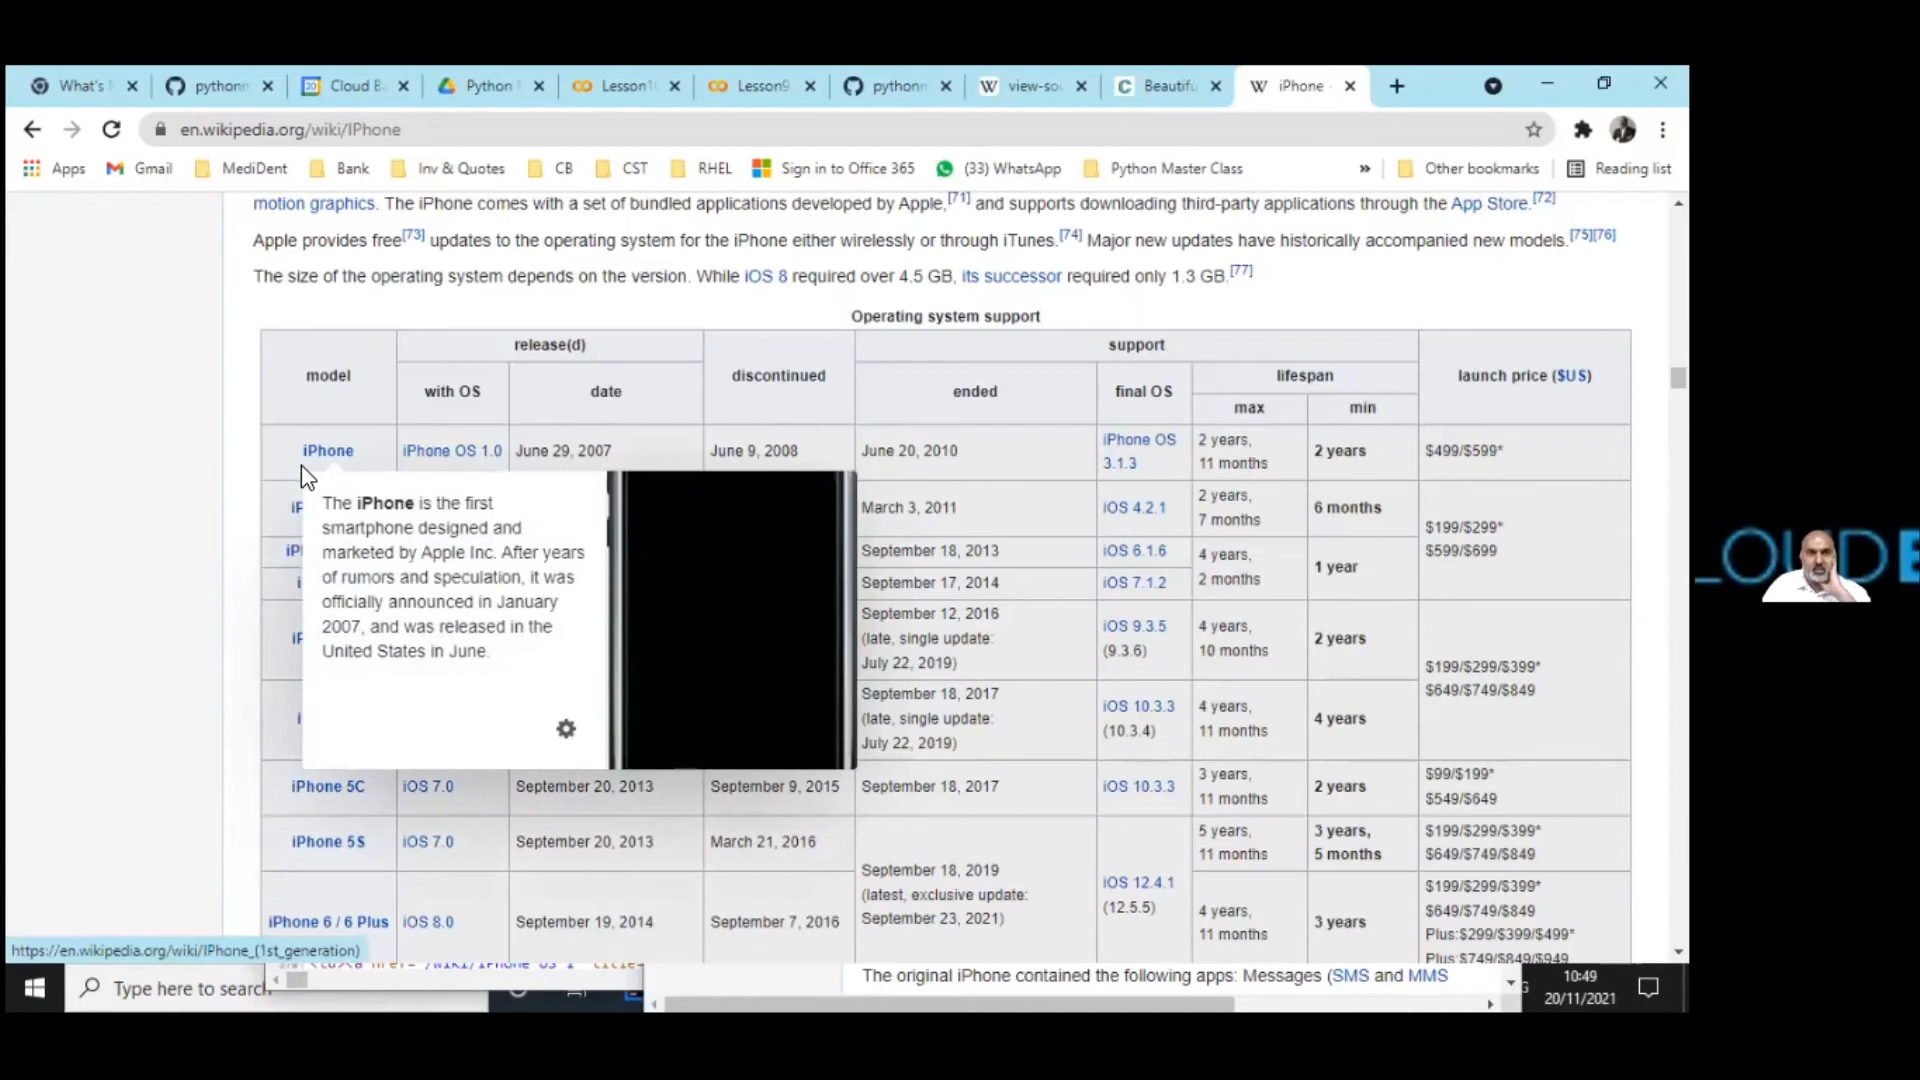 What's
pythonn
Cloud B
Python
Lesson1
Lesson9
pythonn
view-sou
Beautifu
iPhone -
en.wikipedia.org/wiki/IPhone
Apps
Gmail
MediDent
Bank
Inv & Quotes
CB
CST
RHEL
Sign in to Office 365
(33) WhatsApp
Python Master Class
»
Other bookmarks
Reading list
motion graphics. The iPhone comes with a set of bundled applications developed by Apple,[71] and supports downloading third-party applications through the App Store.[72]
Apple provides free[73] updates to the operating system for the iPhone either wirelessly or through iTunes.[74] Major new updates have historically accompanied new models.[75][76]
The size of the operating system depends on the version. While iOS 8 required over 4.5 GB, its successor required only 1.3 GB.[77]
Operating system support
model
release(d)
with OS
date
discontinued
support
ended
final OS
lifespan
max
min
launch price ($US)
iPhone
iPhone OS 1.0
June 29, 2007
June 9, 2008
June 20, 2010
iPhone OS
3.1.3
2 years,
11 months
2 years
$499/$599*
iP
March 3, 2011
iOS 4.2.1
2 years,
7 months
6 months
$199/$299*
$599/$699
iP
September 18, 2013
iOS 6.1.6
4 years,
2 months
1 year
i
September 17, 2014
iOS 7.1.2
iP
September 12, 2016
(late, single update:
July 22, 2019)
iOS 9.3.5
(9.3.6)
4 years,
10 months
2 years
$199/$299/$399*
$649/$749/$849
i
September 18, 2017
(late, single update:
July 22, 2019)
iOS 10.3.3
(10.3.4)
4 years,
11 months
4 years
The iPhone is the first
smartphone designed and
marketed by Apple Inc. After years
of rumors and speculation, it was
officially announced in January
2007, and was released in the
United States in June.
iPhone 5C
iOS 7.0
September 20, 2013
September 9, 2015
September 18, 2017
iOS 10.3.3
3 years,
11 months
2 years
$99/$199*
$549/$649
iPhone 5S
iOS 7.0
September 20, 2013
March 21, 2016
September 18, 2019
(latest, exclusive update:
September 23, 2021)
iOS 12.4.1
(12.5.5)
5 years,
11 months
3 years,
5 months
$199/$299/$399*
$649/$749/$849
iPhone 6 / 6 Plus
iOS 8.0
September 19, 2014
September 7, 2016
4 years,
11 months
3 years
$199/$299/$399*
$649/$749/$849
Plus:$299/$399/$499*
Plus:$749/$849/$949
https://en.wikipedia.org/wiki/IPhone_(1st_generation)
The original iPhone contained the following apps: Messages (SMS and MMS
Type here to search
10:49
20/11/2021
LOUD